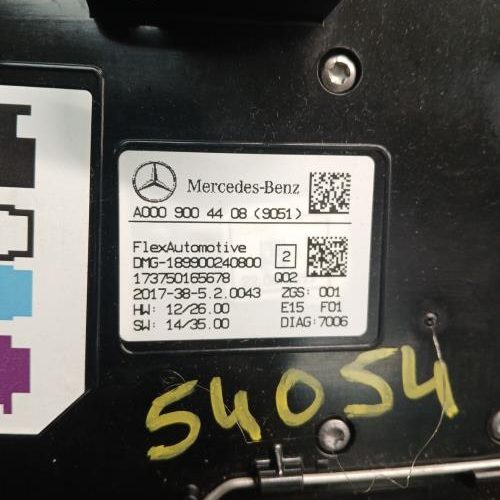 Mercedes-Benz
A000 900 44 08 (9051)
FlexAutomotive
DMG-189900240800 2
173750165678 Q02
2017-38-5.2.0043 ZGS: 001
HW: 12/26.00 E15 F01
SW: 14/35.00 DIAG:7006
54054